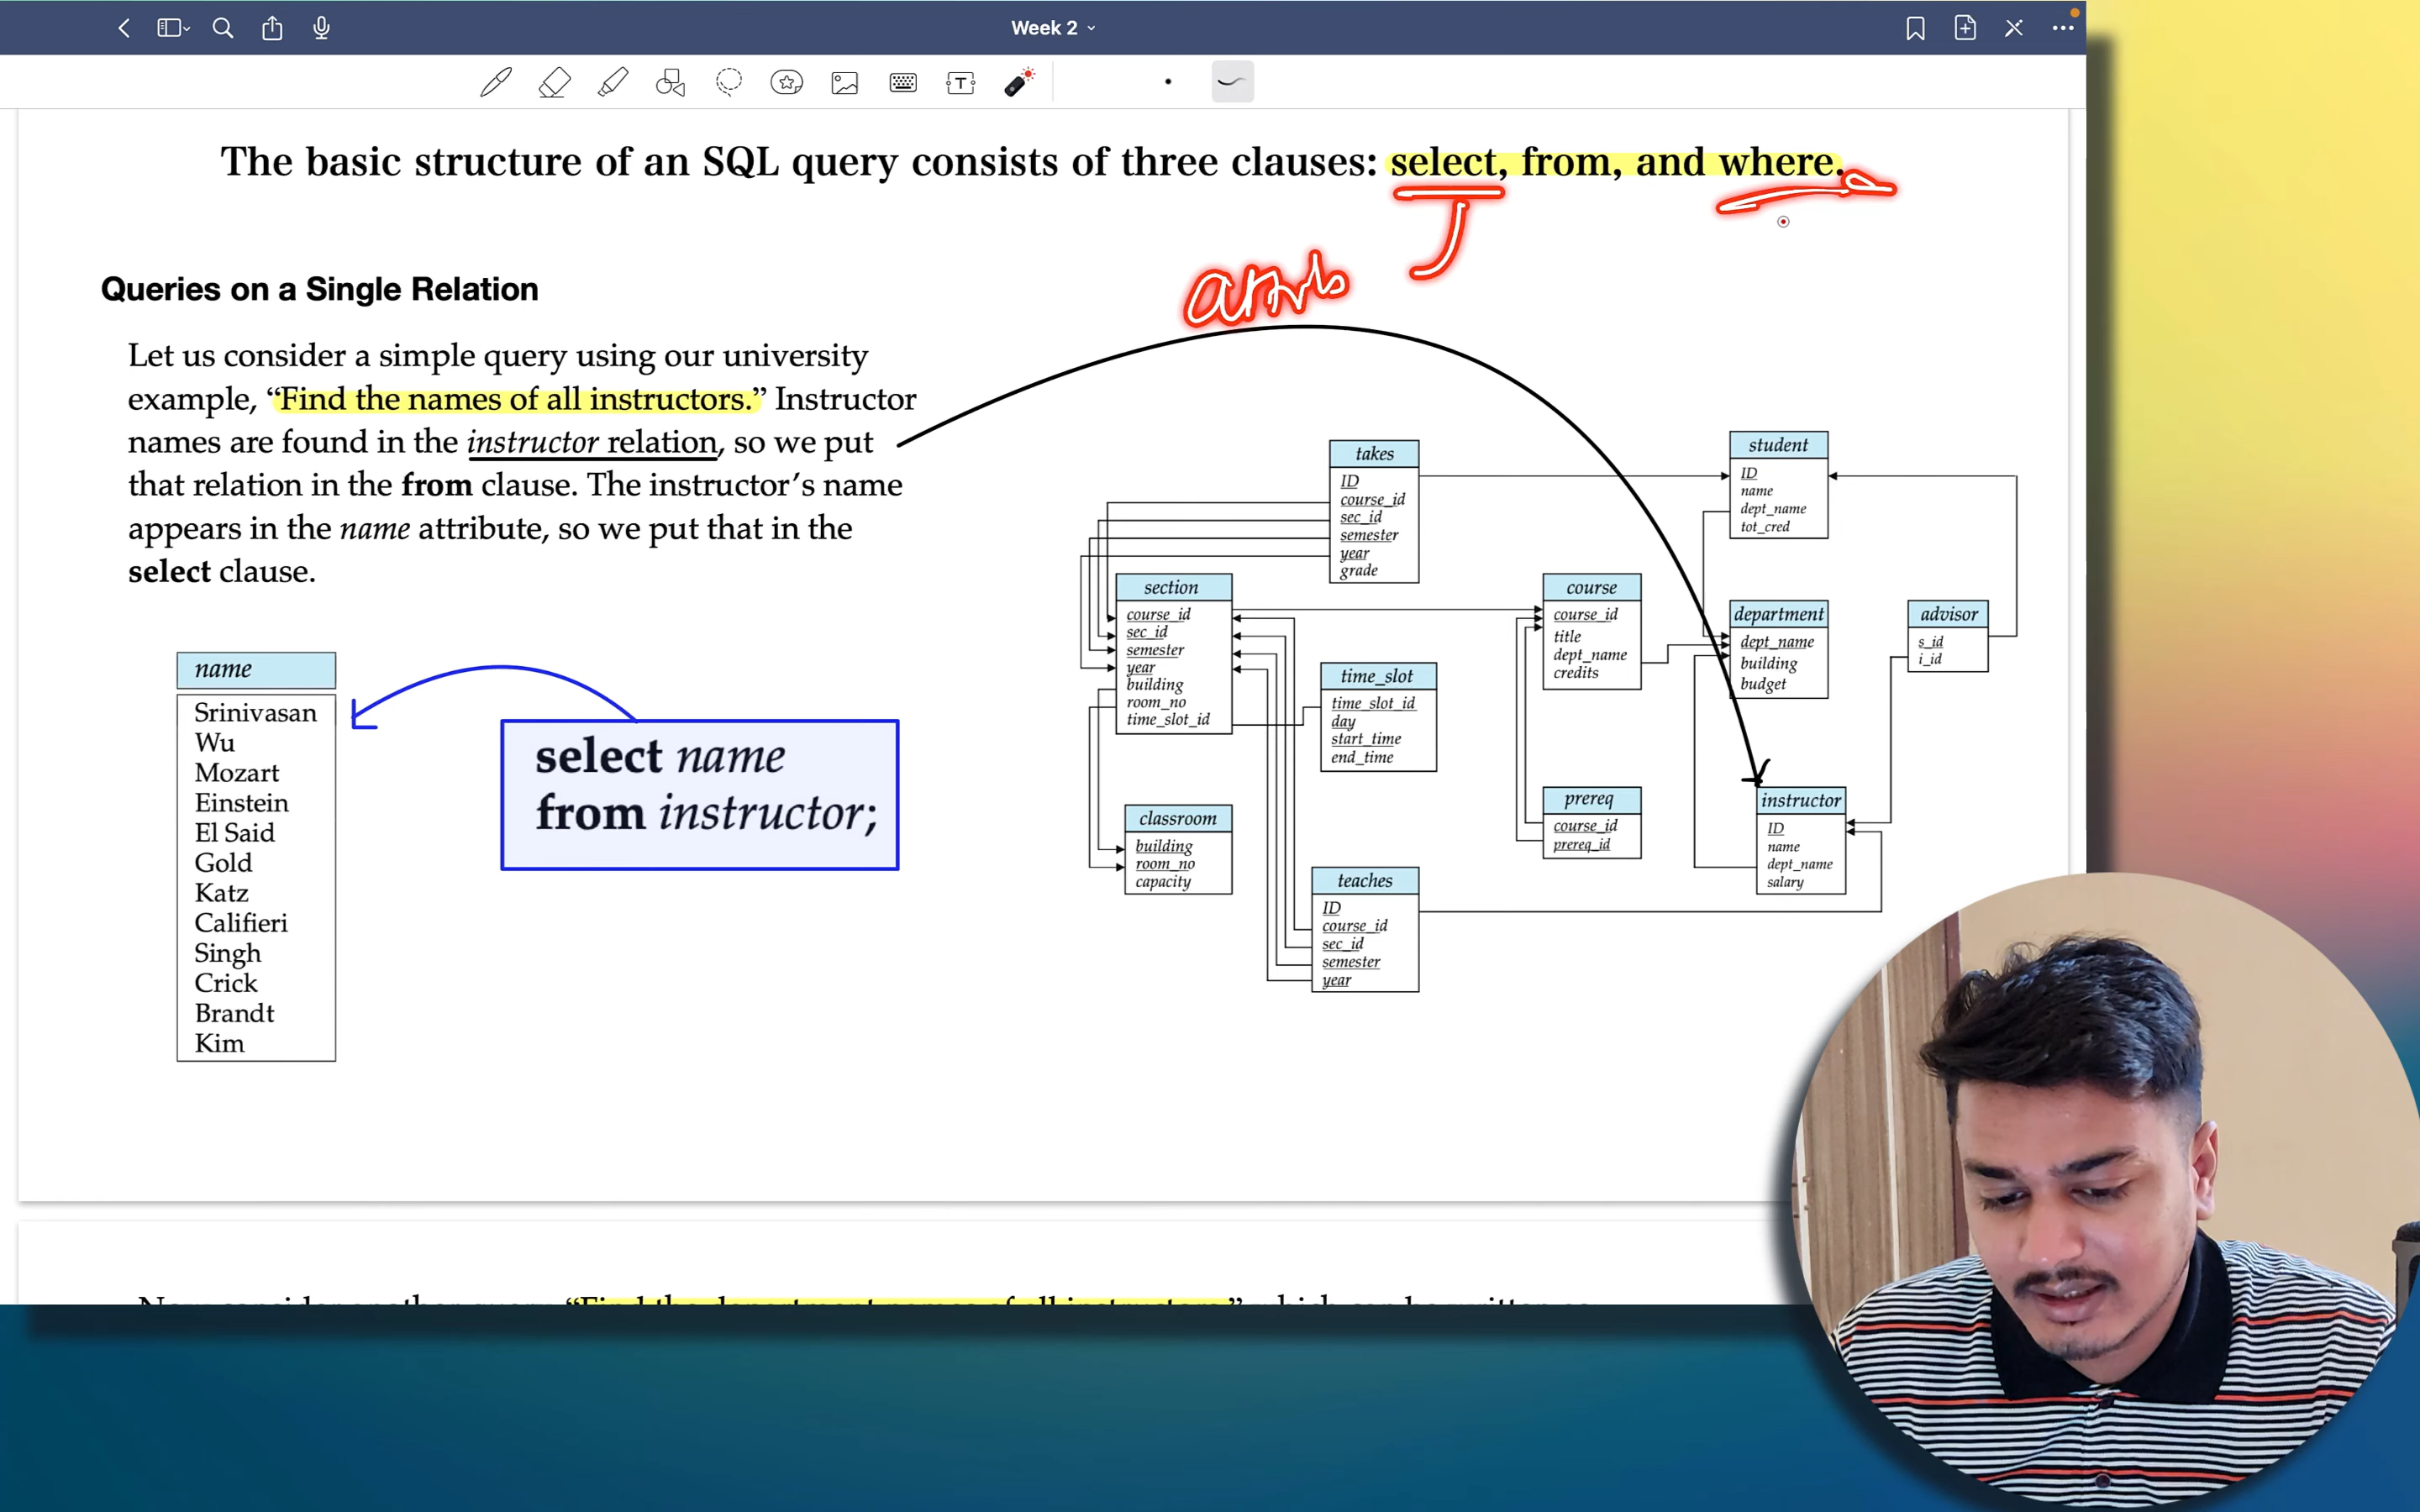 Week 2
The basic structure of an SQL query consists of three clauses: select, from, and where.
Queries on a Single Relation
Let us consider a simple query using our university
example, “Find the names of all instructors.” Instructor
names are found in the instructor relation, so we put
that relation in the from clause. The instructor’s name
appears in the name attribute, so we put that in the
select clause.
name
Srinivasan
Wu
Mozart
Einstein
El Said
Gold
Katz
Califieri
Singh
Crick
Brandt
Kim
select name
from instructor;
takes
ID
course_id
sec_id
semester
year
grade
student
ID
name
dept_name
tot_cred
section
course_id
sec_id
semester
year
building
room_no
time_slot_id
course
course_id
title
dept_name
credits
department
dept_name
building
budget
advisor
s_id
i_id
time_slot
time_slot_id
day
start_time
end_time
classroom
building
room_no
capacity
prereq
course_id
prereq_id
instructor
ID
name
dept_name
salary
teaches
ID
course_id
sec_id
semester
year
“Find the department names of all instructors,”